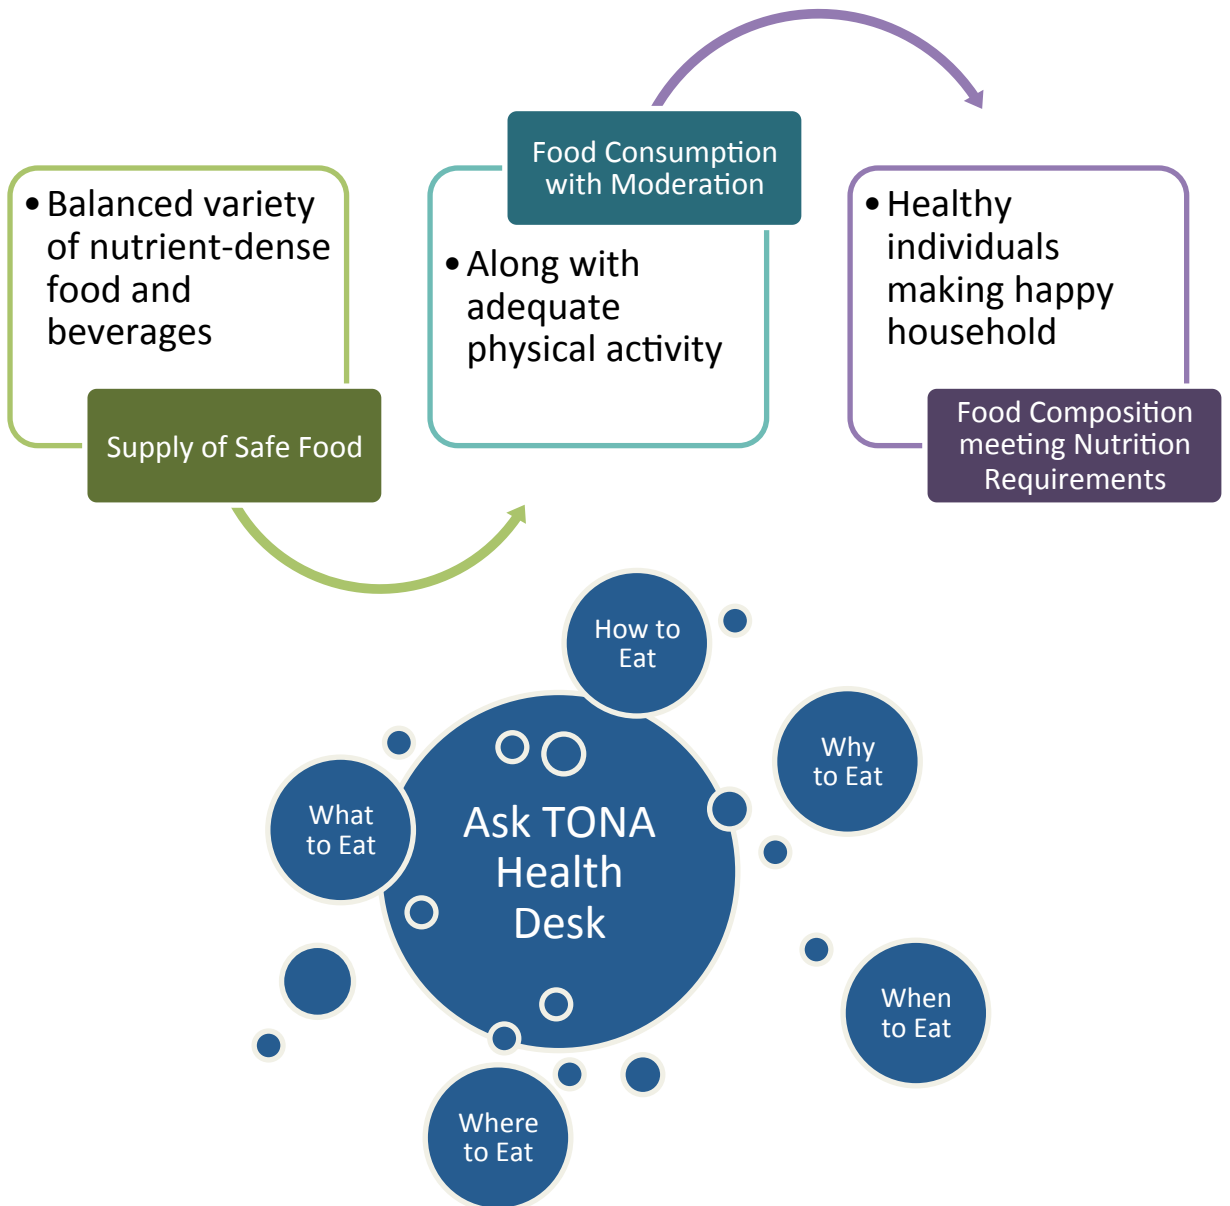 • Balanced variety
of nutrient-dense
food and
beverages
Supply of Safe Food
Food Consumption
with Moderation
• Along with
adequate
physical activity
• Healthy
individuals
making happy
household
Food Composition
meeting Nutrition
Requirements
How to
Eat
Why
to Eat
What
to Eat
Ask TONA
Health
Desk
When
to Eat
Where
to Eat